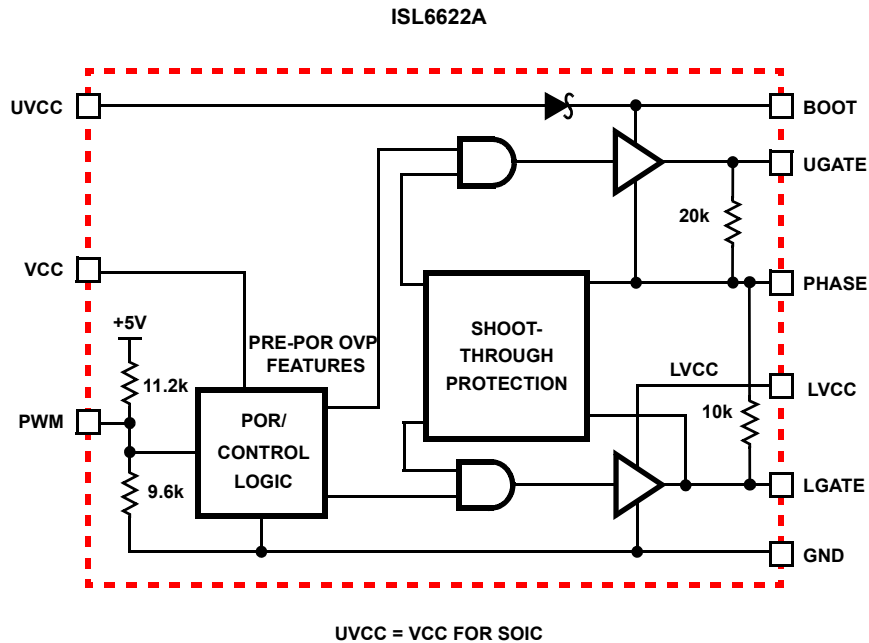 ISL6622A
UVCC
BOOT
UGATE
20k
VCC
PHASE
+5V
PRE-POR OVP
FEATURES
SHOOT-
THROUGH
PROTECTION
11.2k
LVCC
LVCC
PWM
POR/
CONTROL
LOGIC
10k
9.6k
LGATE
GND
UVCC = VCC FOR SOIC